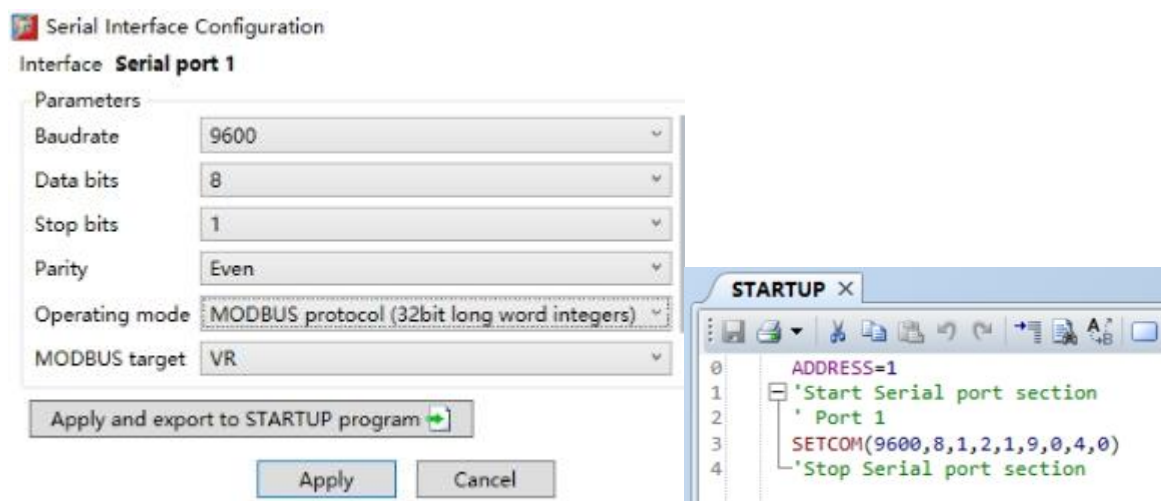 Serial Interface Configuration
Interface Serial port 1
Parameters
Baudrate 9600
Data bits 8
Stop bits 1
Parity Even
Operating mode MODBUS protocol (32bit long word integers)
MODBUS target VR
Apply and export to STARTUP program
Apply Cancel
STARTUP
0 ADDRESS=1
1 'Start Serial port section
2 ' Port 1
3 SETCOM(9600,8,1,2,1,9,0,4,0)
4 'Stop Serial port section